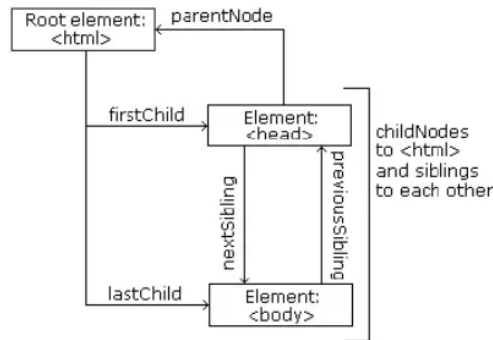 Root element:
<html>
parentNode
firstChild
Element:
<head>
childNodes
to <html>
and siblings
to each other
nextSibling
previousSibling
lastChild
Element:
<body>